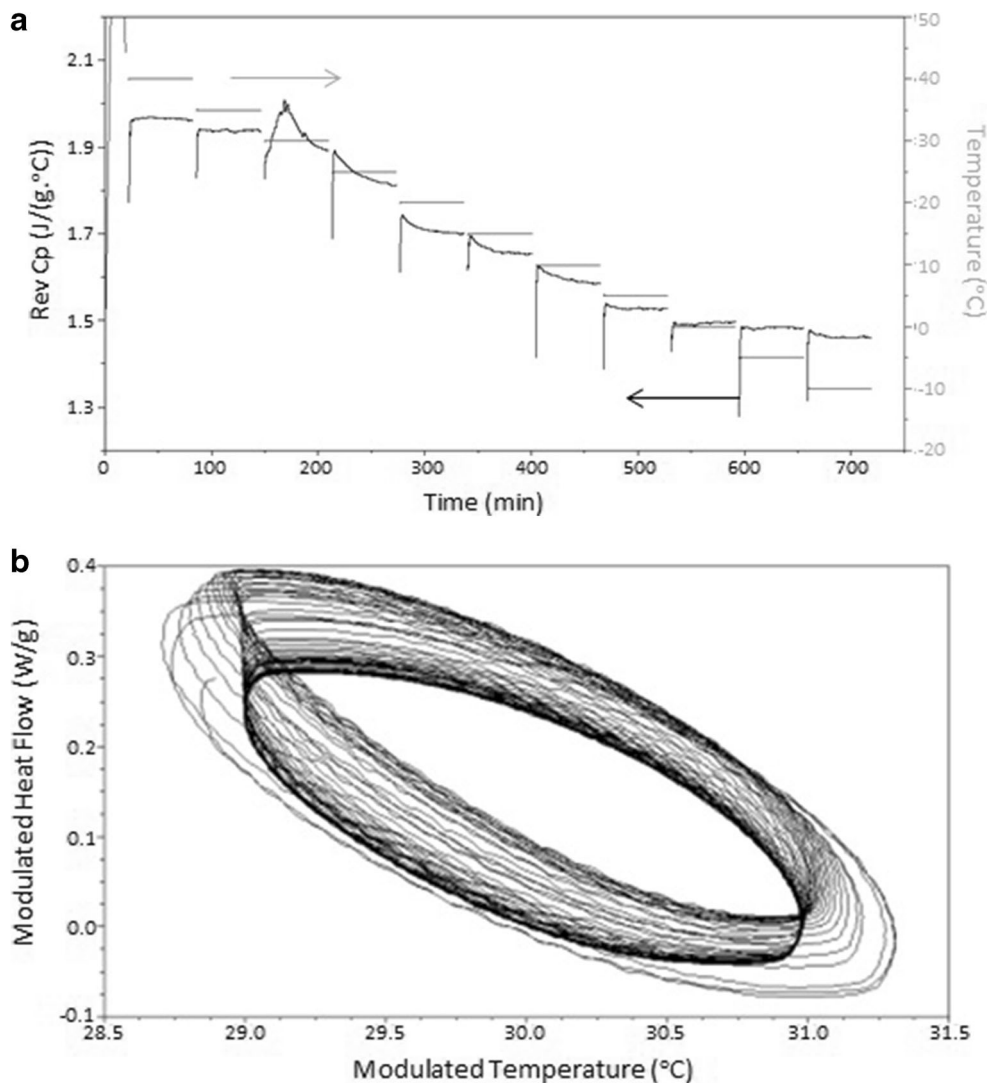 a
Rev Cp (J/(g.°C))
2.1
1.9
1.7
1.5
1.3
50
40
30
20
10
0
-10
-20
Temperature (°C)
0 100 200 300 400 500 600 700
Time (min)
b
Modulated Heat Flow (W/g)
0.4
0.3
0.2
0.1
0.0
-0.1
28.5 29.0 29.5 30.0 30.5 31.0 31.5
Modulated Temperature (°C)